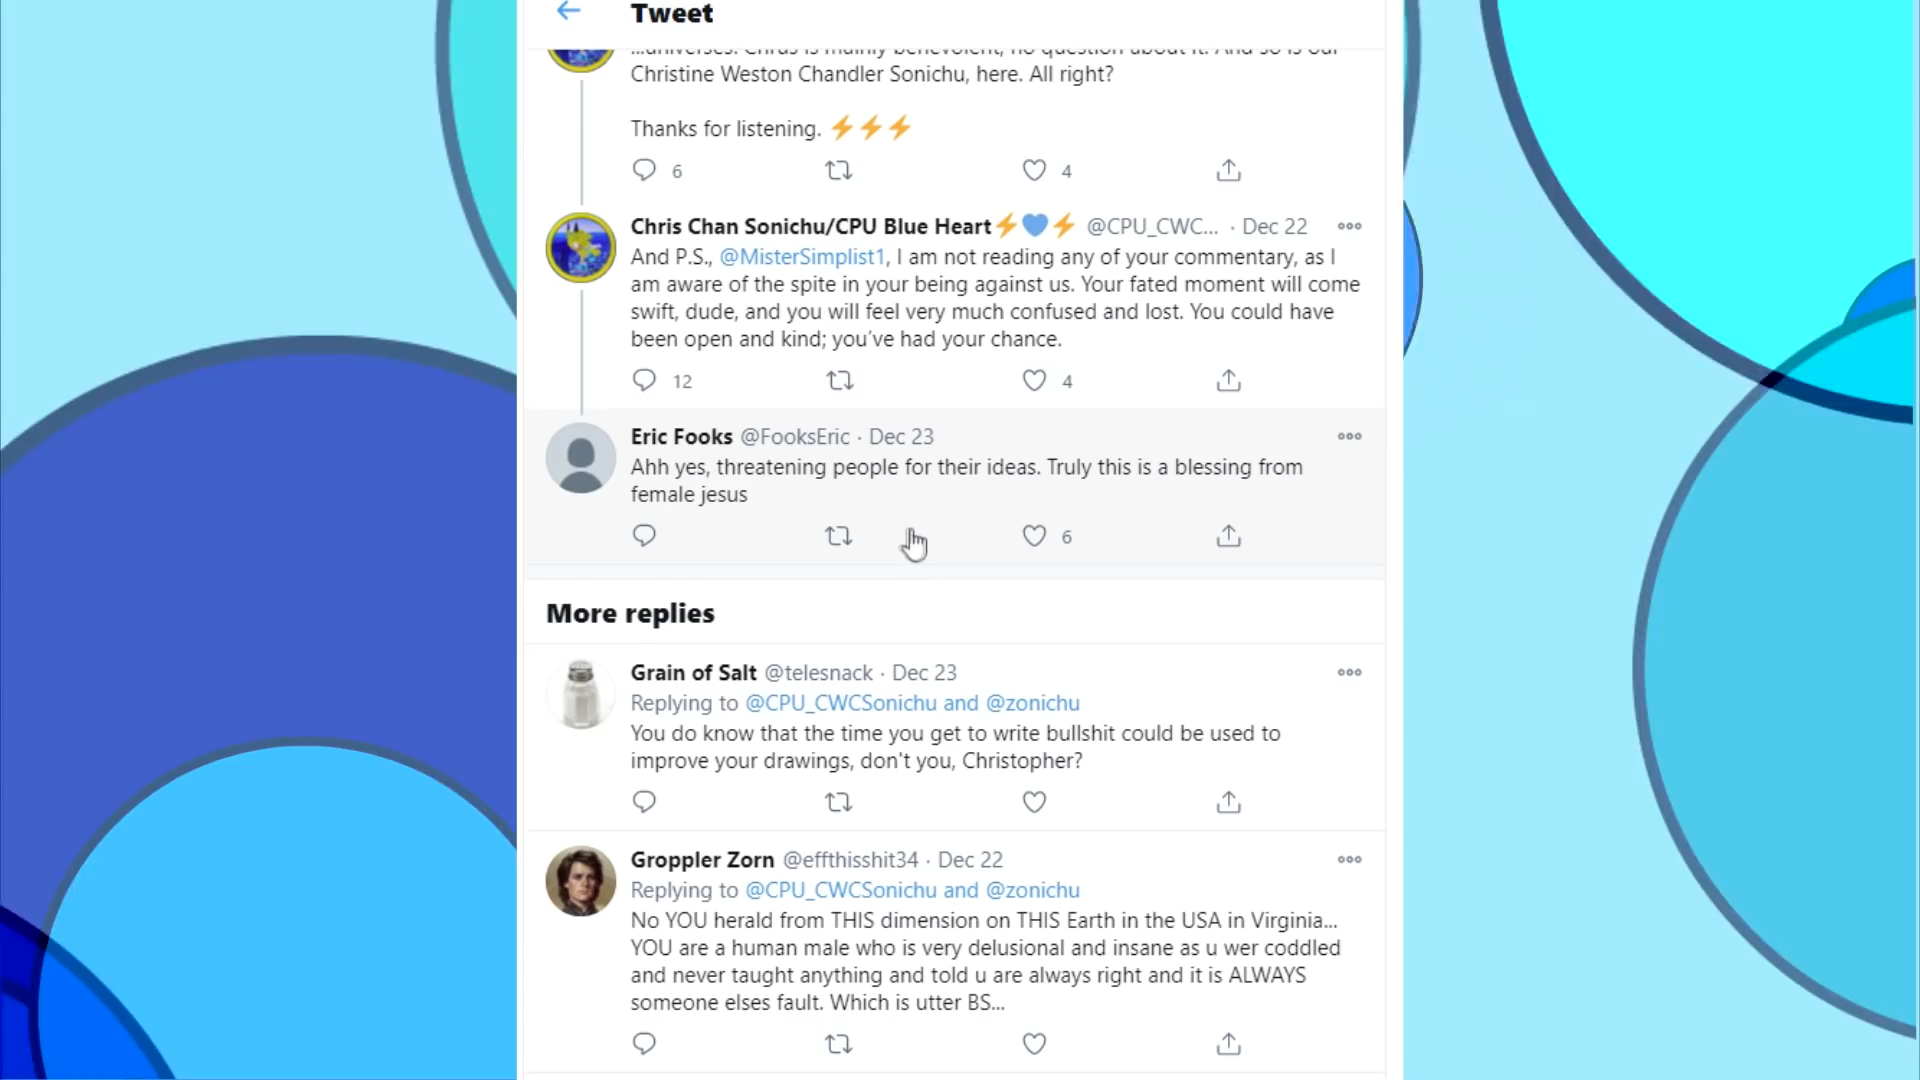 Tweet
...universes. Chris is mainly benevolent, no question about it. And so is our
Christine Weston Chandler Sonichu, here. All right?
Thanks for listening. ⚡⚡⚡
6
4
Chris Chan Sonichu/CPU Blue Heart⚡💙⚡ @CPU_CWC... · Dec 22
And P.S., @MisterSimplist1, I am not reading any of your commentary, as I
am aware of the spite in your being against us. Your fated moment will come
swift, dude, and you will feel very much confused and lost. You could have
been open and kind; you’ve had your chance.
12
4
Eric Fooks @FooksEric · Dec 23
Ahh yes, threatening people for their ideas. Truly this is a blessing from
female jesus
6
More replies
Grain of Salt @telesnack · Dec 23
Replying to @CPU_CWCSonichu and @zonichu
You do know that the time you get to write bullshit could be used to
improve your drawings, don't you, Christopher?
Groppler Zorn @effthisshit34 · Dec 22
Replying to @CPU_CWCSonichu and @zonichu
No YOU herald from THIS dimension on THIS Earth in the USA in Virginia...
YOU are a human male who is very delusional and insane as u wer coddled
and never taught anything and told u are always right and it is ALWAYS
someone elses fault. Which is utter BS...